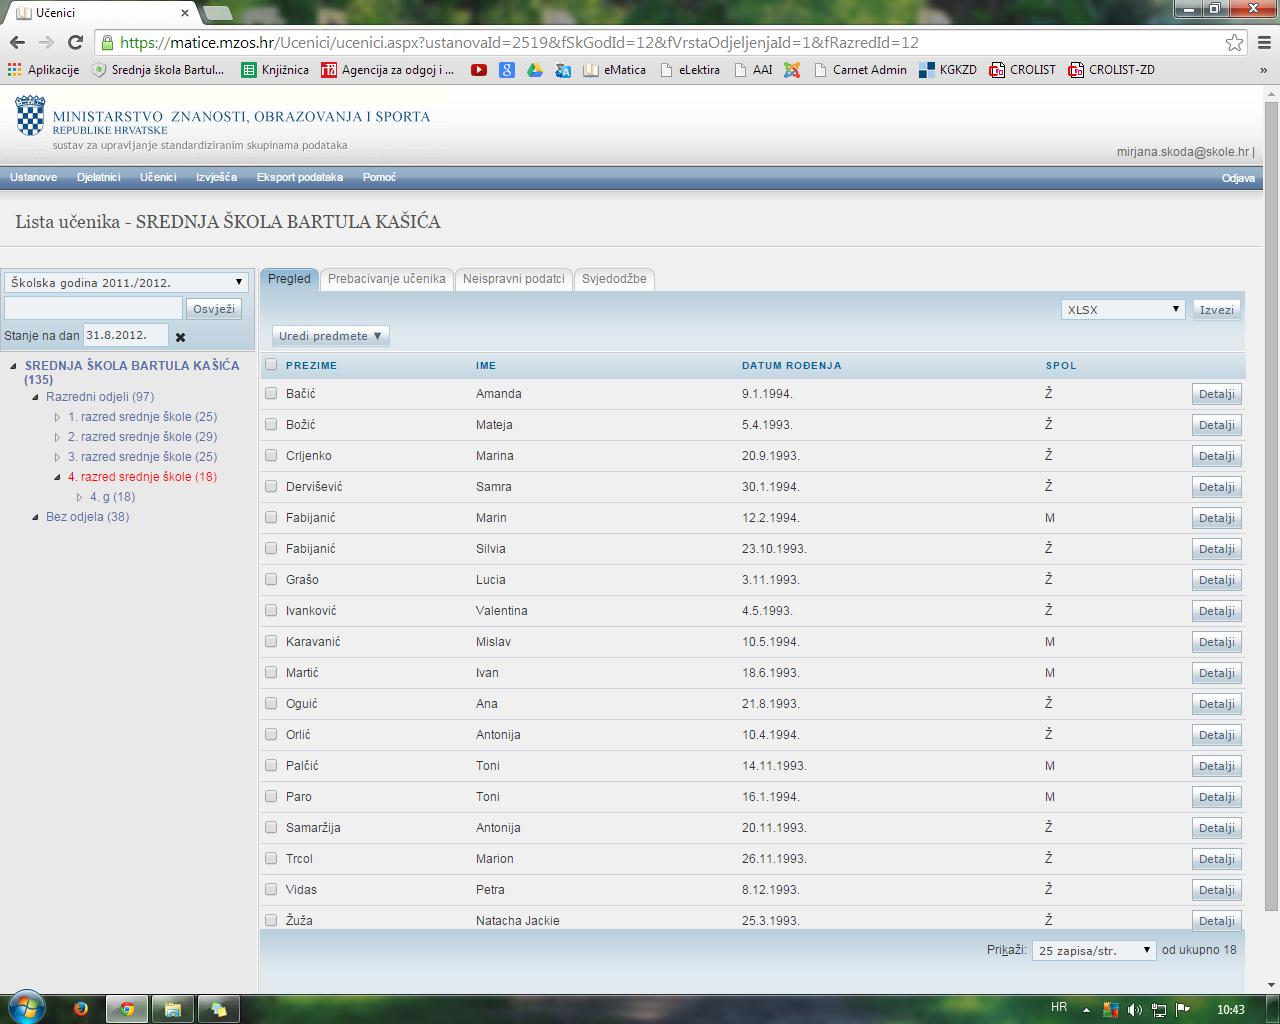 Učenici
https://matice.mzos.hr/Ucenici/ucenici.aspx?ustanovaId=2519&fSkGodId=12&fVrstaOdjeljenjaId=1&fRazredId=12
Aplikacije Srednja škola Bartul... Knjižnica Agencija za odgoj i ... eMatica eLektira AAI Carnet Admin KGKZD CROLIST CROLIST-ZD »
MINISTARSTVO ZNANOSTI, OBRAZOVANJA I SPORTA
REPUBLIKE HRVATSKE
sustav za upravljanje standardiziranim skupinama podataka
mirjana.skoda@skole.hr |
Ustanove Djelatnici Učenici Izvješća Eksport podataka Pomoć Odjava
Lista učenika - SREDNJA ŠKOLA BARTULA KAŠIĆA
Školska godina 2011./2012.
Osvježi
Stanje na dan 31.8.2012.
SREDNJA ŠKOLA BARTULA KAŠIĆA
(135)
Razredni odjeli (97)
1. razred srednje škole (25)
2. razred srednje škole (29)
3. razred srednje škole (25)
4. razred srednje škole (18)
4. g (18)
Bez odjela (38)
Pregled Prebacivanje učenika Neispravni podatci Svjedodžbe
XLSX Izvezi
Uredi predmete ▼
PREZIME IME DATUM ROĐENJA SPOL
Bačić Amanda 9.1.1994. Ž Detalji
Božić Mateja 5.4.1993. Ž Detalji
Crljenko Marina 20.9.1993. Ž Detalji
Dervišević Samra 30.1.1994. Ž Detalji
Fabijanić Marin 12.2.1994. M Detalji
Fabijanić Silvia 23.10.1993. Ž Detalji
Grašo Lucia 3.11.1993. Ž Detalji
Ivanković Valentina 4.5.1993. Ž Detalji
Karavanić Mislav 10.5.1994. M Detalji
Martić Ivan 18.6.1993. M Detalji
Oguić Ana 21.8.1993. Ž Detalji
Orlić Antonija 10.4.1994. Ž Detalji
Palčić Toni 14.11.1993. M Detalji
Paro Toni 16.1.1994. M Detalji
Samaržija Antonija 20.11.1993. Ž Detalji
Trcol Marion 26.11.1993. Ž Detalji
Vidas Petra 8.12.1993. Ž Detalji
Žuža Natacha Jackie 25.3.1993. Ž Detalji
Prikaži: 25 zapisa/str. od ukupno 18
HR 10:43